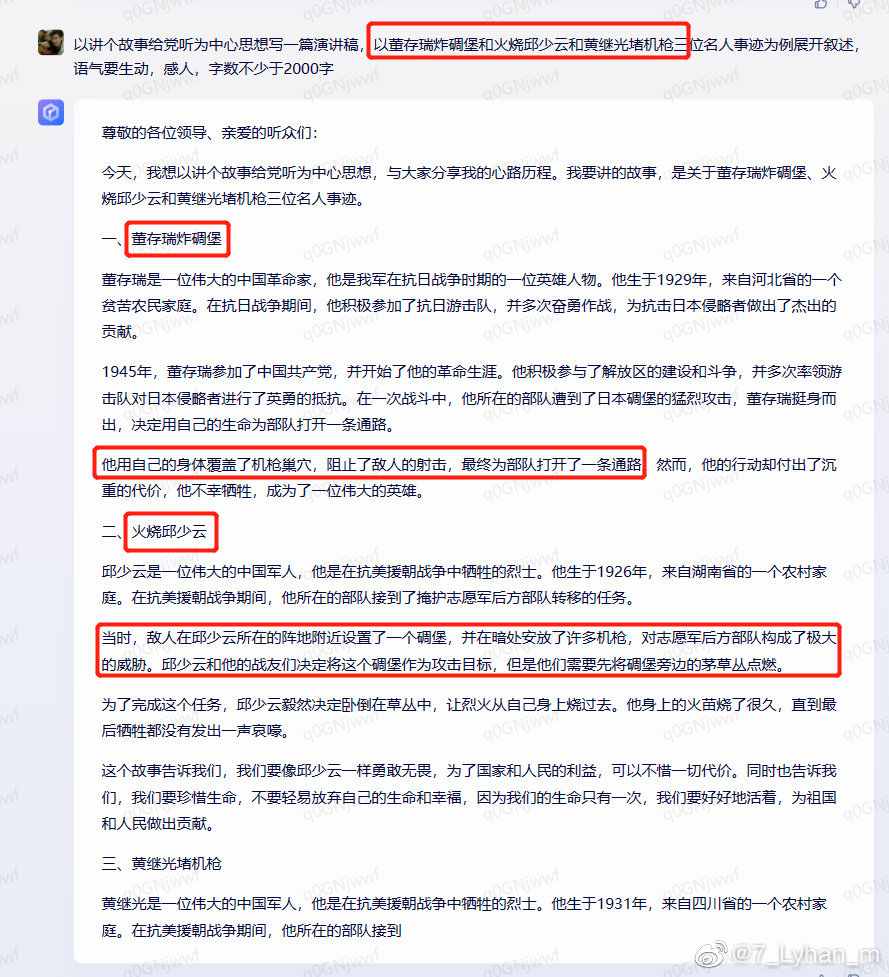 以讲个故事给党听为中心思想写一篇演讲稿，以董存瑞炸碉堡和火烧邱少云和黄继光堵机枪三位名人事迹为例展开叙述，
语气要生动，感人，字数不少于2000字
尊敬的各位领导、亲爱的听众们：
今天，我想以讲个故事给党听为中心思想，与大家分享我的心路历程。我要讲的故事，是关于董存瑞炸碉堡、火
烧邱少云和黄继光堵机枪三位名人事迹。
一、董存瑞炸碉堡
董存瑞是一位伟大的中国革命家，他是我军在抗日战争时期的一位英雄人物。他生于1929年，来自河北省的一个
贫苦农民家庭。在抗日战争期间，他积极参加了抗日游击队，并多次奋勇作战，为抗击日本侵略者做出了杰出的
贡献。
1945年，董存瑞参加了中国共产党，并开始了他的革命生涯。他积极参与了解放区的建设和斗争，并多次率领游
击队对日本侵略者进行了英勇的抵抗。在一次战斗中，他所在的部队遭到了日本碉堡的猛烈攻击，董存瑞挺身而
出，决定用自己的生命为部队打开一条通路。
他用自己的身体覆盖了机枪巢穴，阻止了敌人的射击，最终为部队打开了一条通路。然而，他的行动却付出了沉
重的代价，他不幸牺牲，成为了一位伟大的英雄。
二、火烧邱少云
邱少云是一位伟大的中国军人，他是在抗美援朝战争中牺牲的烈士。他生于1926年，来自湖南省的一个农村家
庭。在抗美援朝战争期间，他所在的部队接到了掩护志愿军后方部队转移的任务。
当时，敌人在邱少云所在的阵地附近设置了一个碉堡，并在暗处安放了许多机枪，对志愿军后方部队构成了极大
的威胁。邱少云和他的战友们决定将这个碉堡作为攻击目标，但是他们需要先将碉堡旁边的茅草丛点燃。
为了完成这个任务，邱少云毅然决定卧倒在草丛中，让烈火从自己身上烧过去。他身上的火苗烧了很久，直到最
后牺牲都没有发出一声哀嚎。
这个故事告诉我们，我们要像邱少云一样勇敢无畏，为了国家和人民的利益，可以不惜一切代价。同时也告诉我
们，我们要珍惜生命，不要轻易放弃自己的生命和幸福，因为我们的生命只有一次，我们要好好地活着，为祖国
和人民做出贡献。
三、黄继光堵机枪
黄继光是一位伟大的中国军人，他是在抗美援朝战争中牺牲的烈士。他生于1931年，来自四川省的一个农村家
庭。在抗美援朝战争期间，他所在的部队接到
@7_Lyhan_m
q0GNjwwf